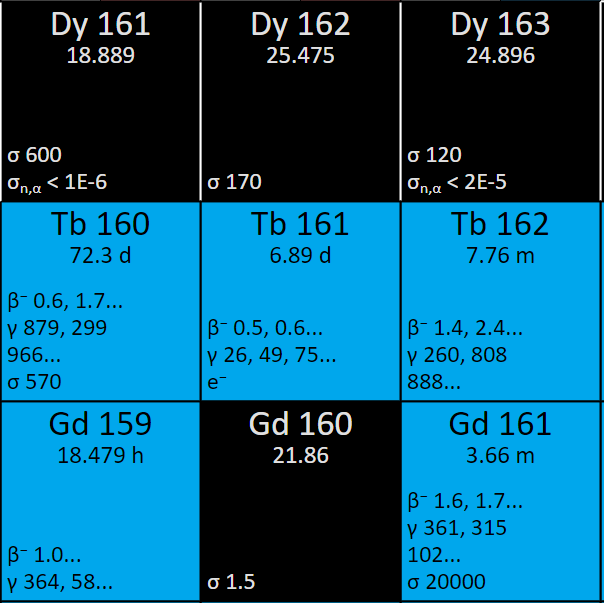 Dy 161
18.889
σ 600
σn,α < 1E-6
Dy 162
25.475
σ 170
Dy 163
24.896
σ 120
σn,α < 2E-5
Tb 160
72.3 d
β⁻ 0.6, 1.7...
γ 879, 299
966...
σ 570
Tb 161
6.89 d
β⁻ 0.5, 0.6...
γ 26, 49, 75...
e⁻
Tb 162
7.76 m
β⁻ 1.4, 2.4...
γ 260, 808
888...
Gd 159
18.479 h
β⁻ 1.0...
γ 364, 58...
Gd 160
21.86
σ 1.5
Gd 161
3.66 m
β⁻ 1.6, 1.7...
γ 361, 315
102...
σ 20000